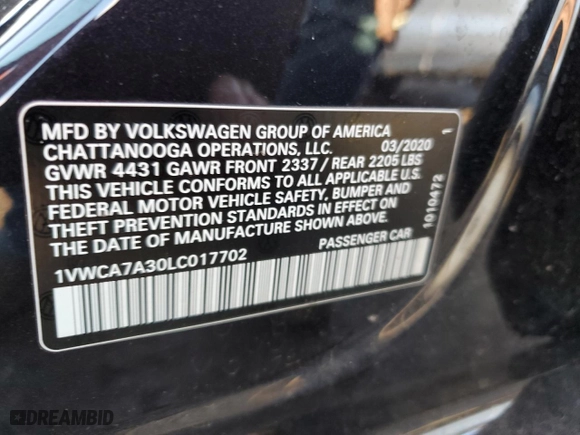 MFD BY VOLKSWAGEN GROUP OF AMERICA
CHATTANOOGA OPERATIONS, LLC. 03/2020
GVWR 4431 GAWR FRONT 2337/ REAR 2205 LBS
THIS VEHICLE CONFORMS TO ALL APPLICABLE U.S.
FEDERAL MOTOR VEHICLE SAFETY, BUMPER AND
THEFT PREVENTION STANDARDS IN EFFECT ON
THE DATE OF MANUFACTURE SHOWN ABOVE.
1VWCA7A30LC017702 PASSENGER CAR
1010472
1
DREAMBID